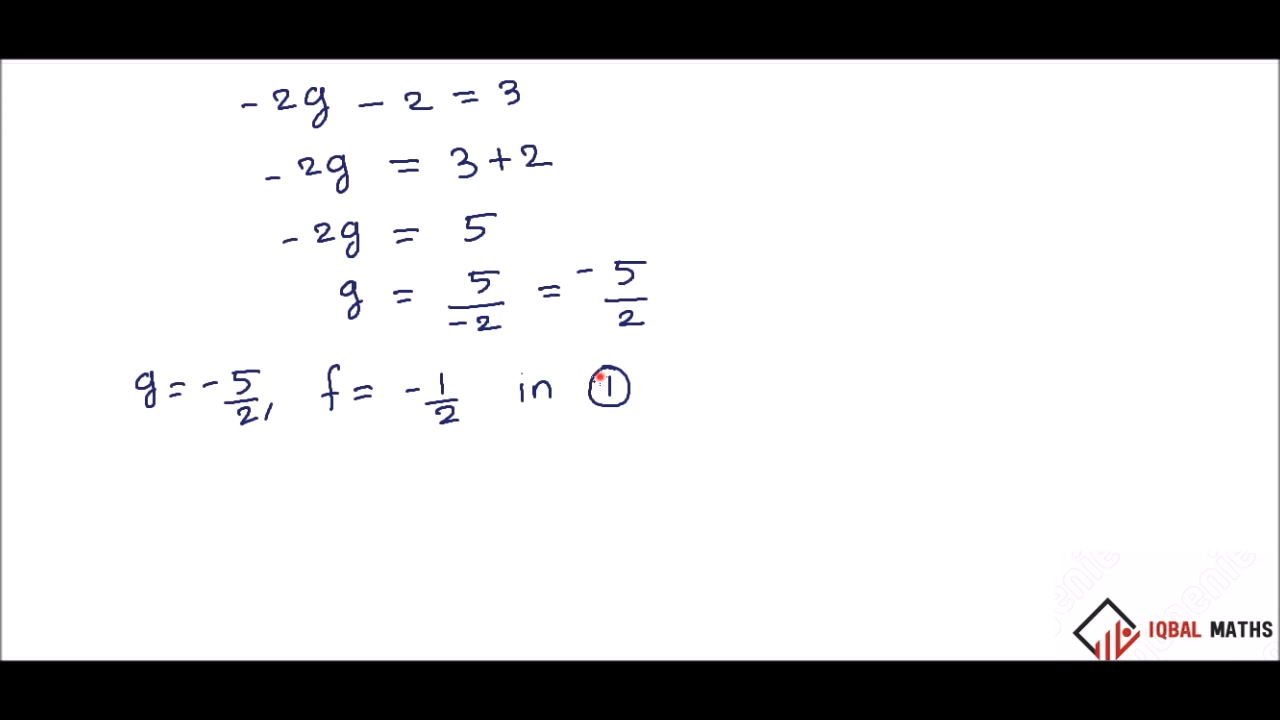 -2g - 2 = 3
-2g = 3+2
-2g = 5
g = 5/-2 = -5/2
g = -5/2, f = -1/2 in ①
IQBAL MATHS